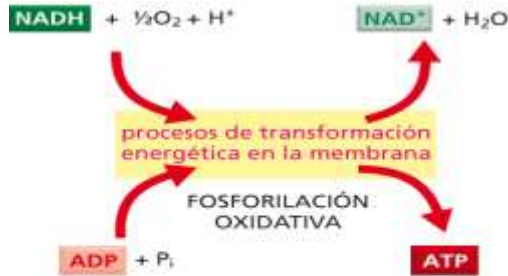 NADH + ½O₂ + H⁺
NAD⁺ + H₂O
procesos de transformación
energética en la membrana
FOSFORILACIÓN
OXIDATIVA
ADP + Pᵢ
ATP